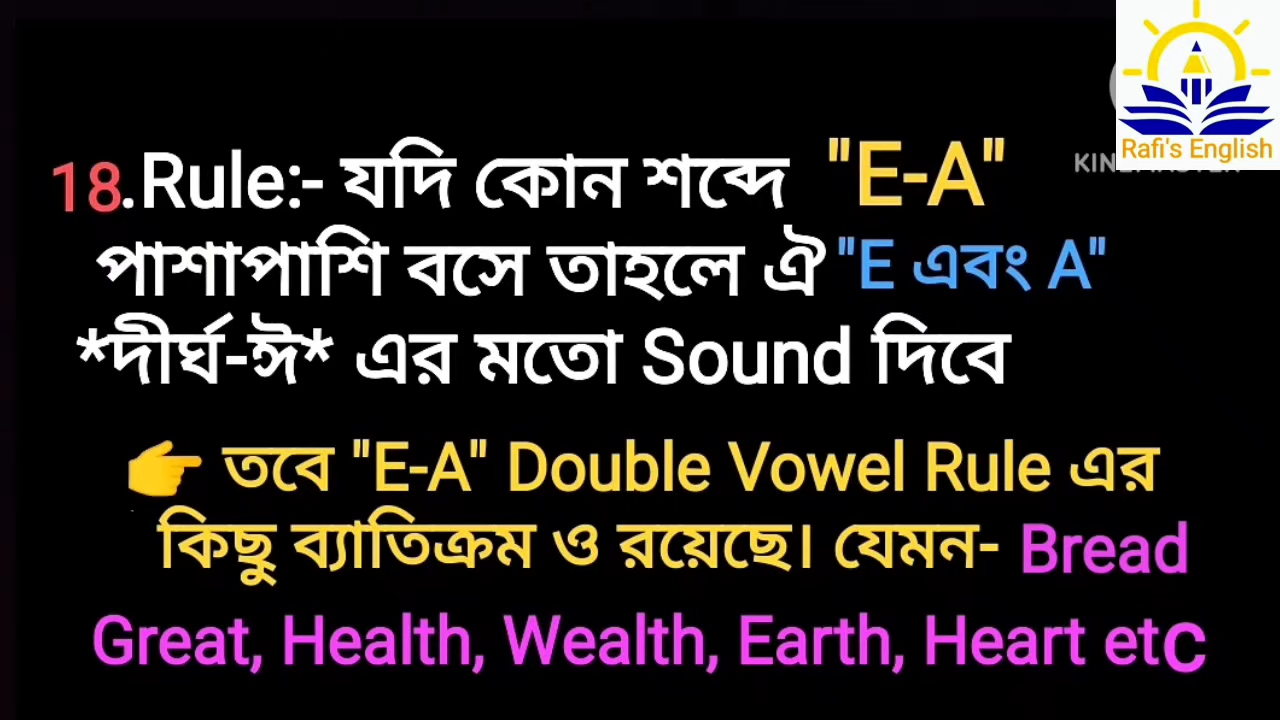 Rafi's English
18.Rule:- যদি কোন শব্দে "E-A"
পাশাপাশি বসে তাহলে ঐ "E এবং A"
*দীর্ঘ-ঈ* এর মতো Sound দিবে
👉 তবে "E-A" Double Vowel Rule এর
কিছু ব্যাতিক্রম ও রয়েছে। যেমন- Bread
Great, Health, Wealth, Earth, Heart etc